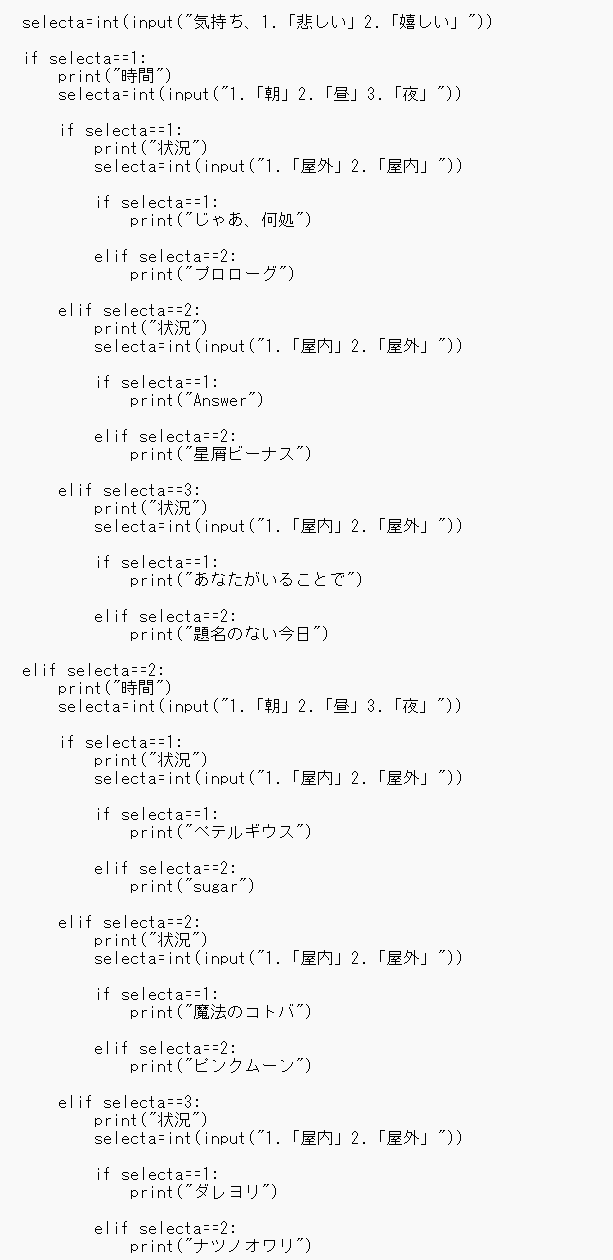 selecta=int(input("気持ち、1.「悲しい」2.「嬉しい」"))
if selecta==1:
print("時間")
selecta=int(input("1.「朝」2.「昼」3.「夜」"))
if selecta==1:
print("状況")
selecta=int(input("1.「屋外」2.「屋内」"))
if selecta==1:
print("じゃあ、何処")
elif selecta==2:
print("プロローグ")
elif selecta==2:
print("状況")
selecta=int(input("1.「屋内」2.「屋外」"))
if selecta==1:
print("Answer")
elif selecta==2:
print("星屑ビーナス")
elif selecta==3:
print("状況")
selecta=int(input("1.「屋内」2.「屋外」"))
if selecta==1:
print("あなたがいることで")
elif selecta==2:
print("題名のない今日")
elif selecta==2:
print("時間")
selecta=int(input("1.「朝」2.「昼」3.「夜」"))
if selecta==1:
print("状況")
selecta=int(input("1.「屋内」2.「屋外」"))
if selecta==1:
print("ベテルギウス")
elif selecta==2:
print("sugar")
elif selecta==2:
print("状況")
selecta=int(input("1.「屋内」2.「屋外」"))
if selecta==1:
print("魔法のコトバ")
elif selecta==2:
print("ピンクムーン")
elif selecta==3:
print("状況")
selecta=int(input("1.「屋内」2.「屋外」"))
if selecta==1:
print("ダレヨリ")
elif selecta==2:
print("ナツノオワリ")